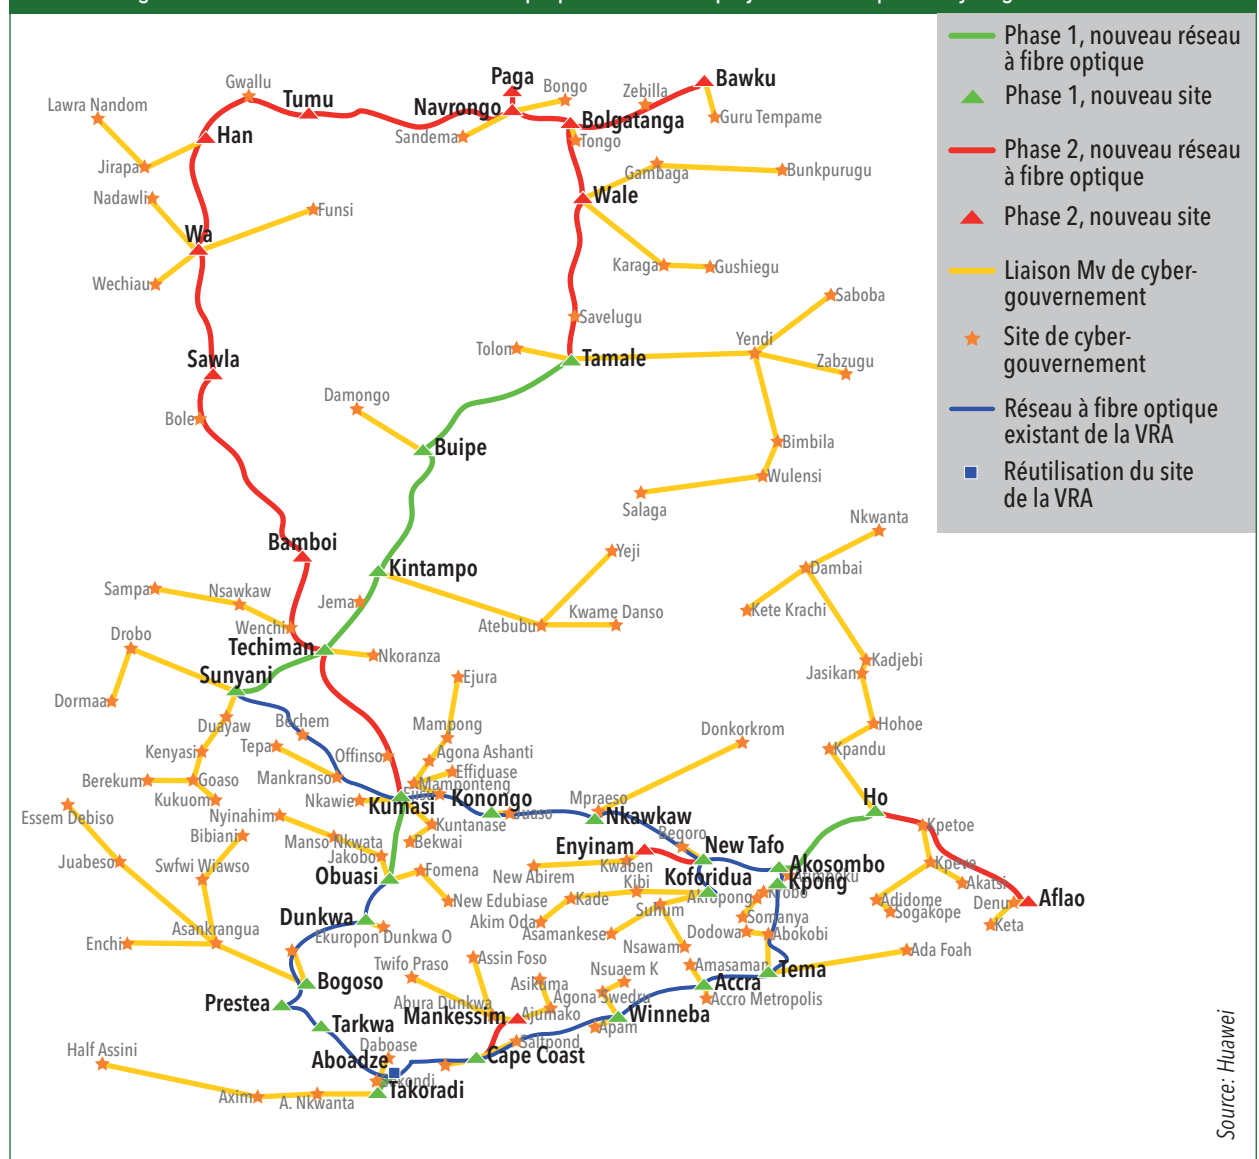 Phase 1, nouveau réseau
à fibre optique
Phase 1, nouveau site
Phase 2, nouveau réseau
à fibre optique
Phase 2, nouveau site
Liaison Mv de cyber-
gouvernement
Site de cyber-
gouvernement
Réseau à fibre optique
existant de la VRA
Réutilisation du site
de la VRA
Paga
Bawku
Gwallu
Bongo
Zebilla
Lawra Nandom
Tumu
Navrongo
Bolgatanga
Guru Tempame
Han
Sandema
Tongo
Jirapa
Gambaga
Bunkpurugu
Nadawli
Wale
Funsi
Wa
Karaga
Gushiegu
Wechiau
Saboba
Savelugu
Yendi
Tolon
Tamale
Zabzugu
Sawla
Damongo
Bole
Buipe
Bimbila
Wulensi
Salaga
Nkwanta
Bamboi
Yeji
Kintampo
Dambai
Sampa
Nsawkaw
Jema
Kwame Danso
Kete Krachi
Wenchi
Atebubu
Drobo
Techiman
Nkoranza
Kadjebi
Sunyani
Jasikan
Ejura
Dormaa
Duayaw
Bechem
Mampong
Donkorkrom
Hohoe
Kenyasi
Tepa
Offinso
Agona Ashanti
Kpandu
Berekum
Goaso
Mankranso
Effiduase
Mamponteng
Kukuom
Nkawie
Kumasi
Konongo
Mpraeso
Ho
Essem Debiso
Nyinahim
Nkawkaw
Kuntanase
Kpetoe
Bibiani
Manso Nkwata
Bekwai
Begoro
Enyinam
New Tafo
Juabeso
Swfwi Wiawso
Jakobo
Kwaben
Akosombo
Kpeve
Obuasi
Fomena
New Abirem
Koforidua
Kpong
Akatsi
Kibi
Kade
Akropong
Krobo
New Edubiase
Suhum
Adidome
Denu
Aflao
Sogakope
Dunkwa
Akim Oda
Somanya
Keta
Asankrangua
Ekuropon Dunkwa O
Asamankese
Dodowa
Abokobi
Enchi
Nsawam
Ada Foah
Twifo Praso
Assin Foso
Nsuaem K
Amasaman
Tema
Bogoso
Asikuma
Accra
Prestea
Abura Dunkwa
Agona Swedru
Accro Metropolis
Mankessim
Ajumako
Winneba
Tarkwa
Apam
Saltpond
Half Assini
Daboase
Aboadze
Cape Coast
Axim
A. Nkwanta
Takoradi
Source: Huawei